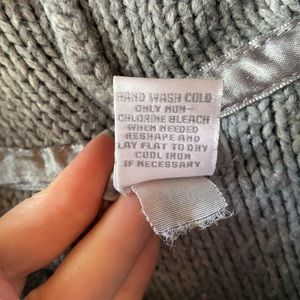 HAND WASH COLD
ONLY NON-
CHLORINE BLEACH
WHEN NEEDED
RESHAPE AND
LAY FLAT TO DRY
COOL IRON
IF NECESSARY